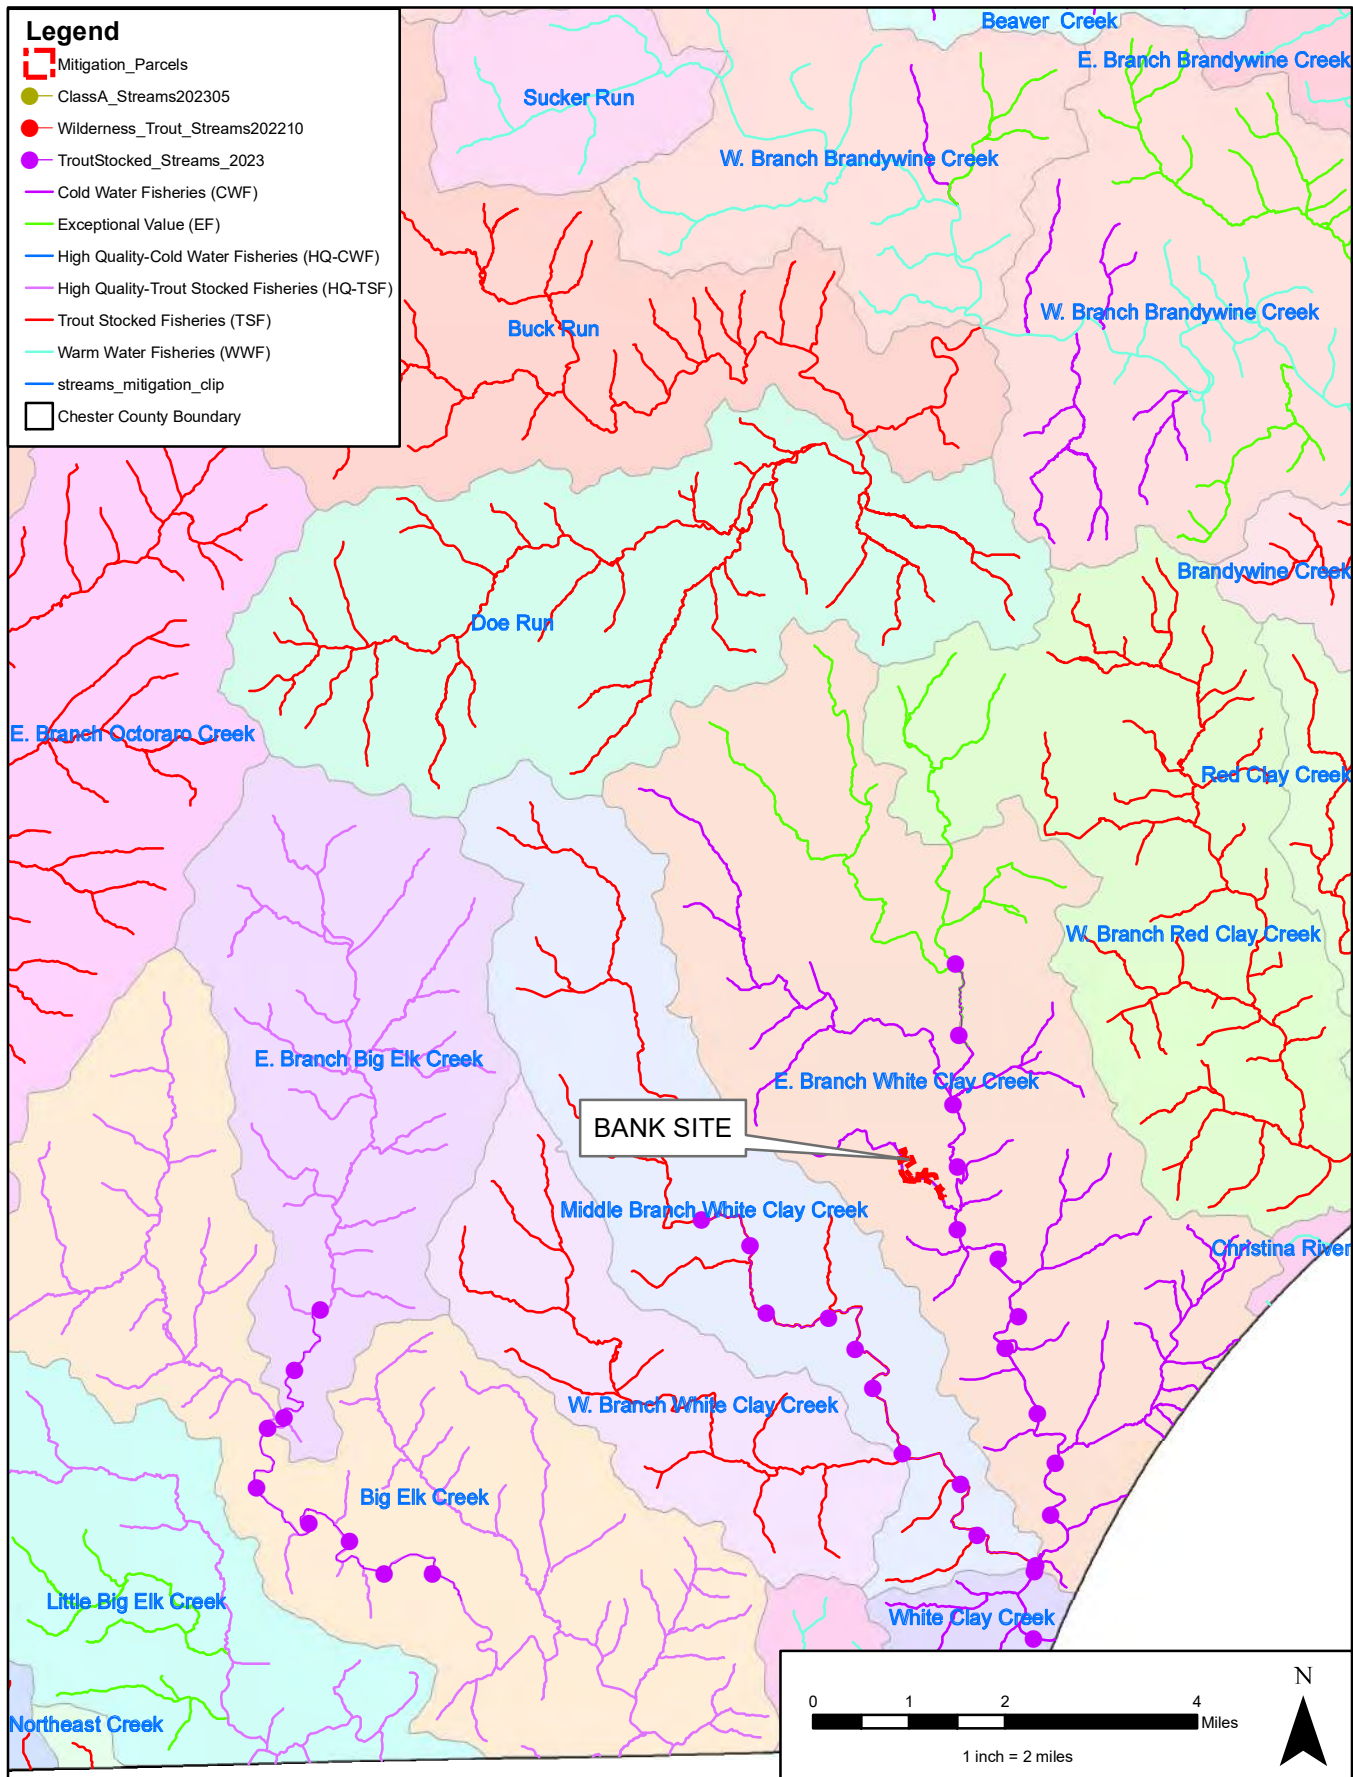 Legend
Mitigation_Parcels
ClassA_Streams202305
Wilderness_Trout_Streams202210
TroutStocked_Streams_2023
Cold Water Fisheries (CWF)
Exceptional Value (EF)
High Quality-Cold Water Fisheries (HQ-CWF)
High Quality-Trout Stocked Fisheries (HQ-TSF)
Trout Stocked Fisheries (TSF)
Warm Water Fisheries (WWF)
streams_mitigation_clip
Chester County Boundary
Beaver Creek
E. Branch Brandywine Creek
Sucker Run
W. Branch Brandywine Creek
W. Branch Brandywine Creek
Buck Run
Brandywine Creek
Doe Run
E. Branch Octoraro Creek
Red Clay Creek
W. Branch Red Clay Creek
E. Branch Big Elk Creek
E. Branch White Clay Creek
BANK SITE
Middle Branch White Clay Creek
Christina River
W. Branch White Clay Creek
Big Elk Creek
Little Big Elk Creek
White Clay Creek
Northeast Creek
0 1 2 4
Miles
1 inch = 2 miles
N